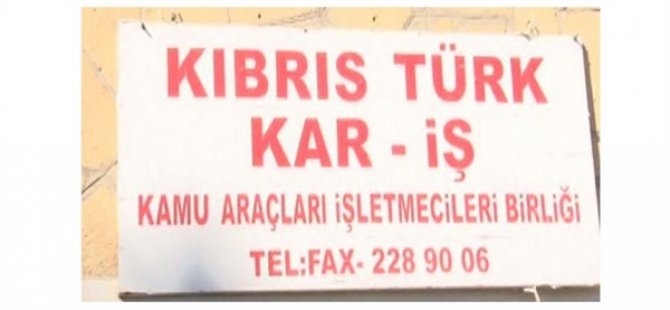 KIBRIS TÜRK
KAR - İŞ
KAMU ARAÇLARI İŞLETMECİLERİ BİRLİĞİ
TEL:FAX- 228 90 06